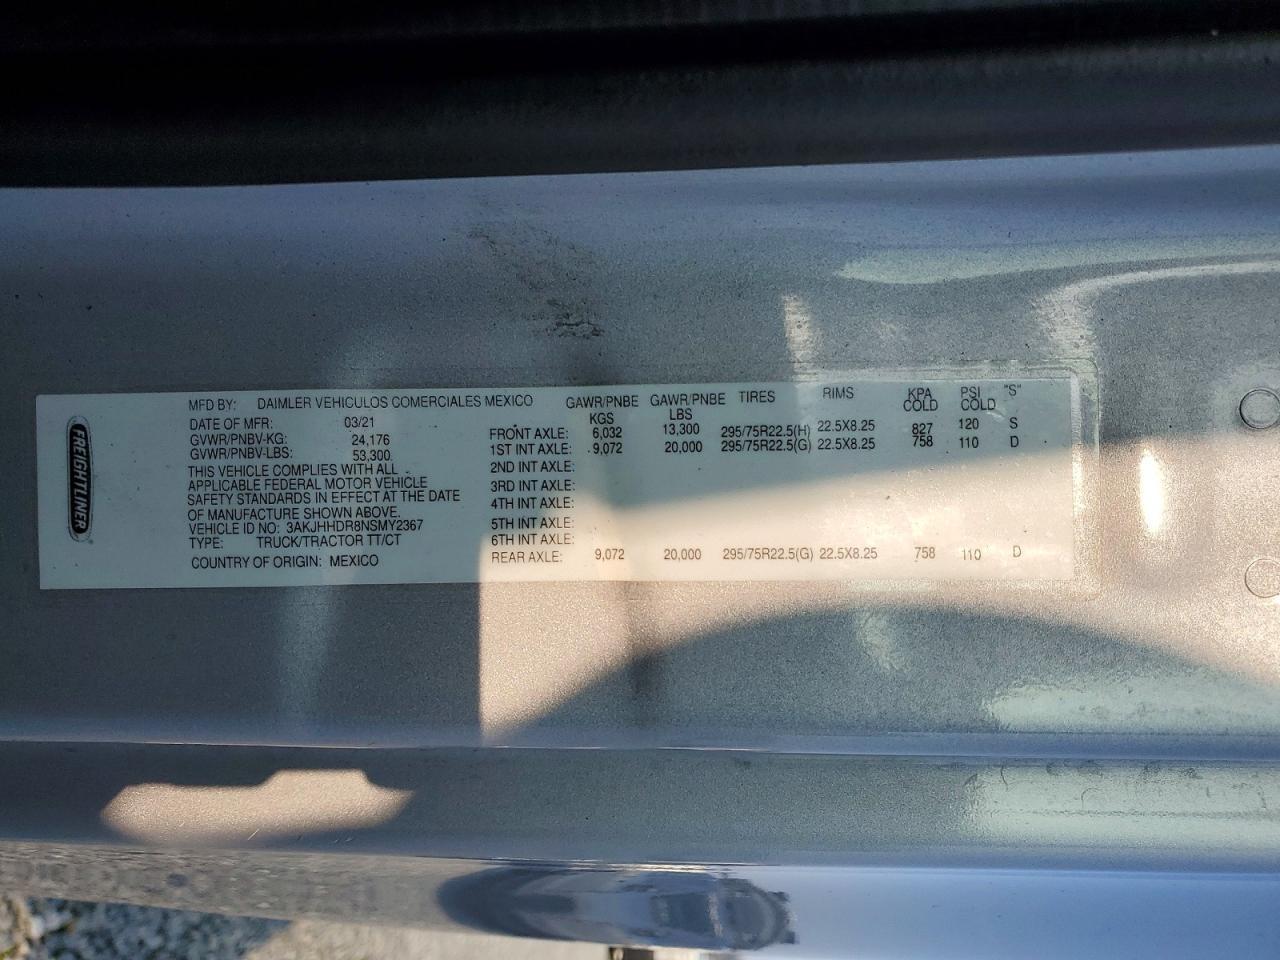 FREIGHTLINER
MFD BY: DAIMLER VEHICULOS COMERCIALES MEXICO
DATE OF MFR: 03/21
GVWR/PNBV-KG: 24,176
GVWR/PNBV-LBS: 53,300
THIS VEHICLE COMPLIES WITH ALL
APPLICABLE FEDERAL MOTOR VEHICLE
SAFETY STANDARDS IN EFFECT AT THE DATE
OF MANUFACTURE SHOWN ABOVE.
VEHICLE ID NO: 3AKJHHDR8NSMY2367
TYPE: TRUCK/TRACTOR TT/CT
COUNTRY OF ORIGIN: MEXICO
GAWR/PNBE GAWR/PNBE TIRES RIMS KPA PSI "S"
KGS LBS COLD COLD
FRONT AXLE: 6,032 13,300 295/75R22.5(H) 22.5X8.25 827 120 S
1ST INT AXLE: 9,072 20,000 295/75R22.5(G) 22.5X8.25 758 110 D
2ND INT AXLE:
3RD INT AXLE:
4TH INT AXLE:
5TH INT AXLE:
6TH INT AXLE:
REAR AXLE: 9,072 20,000 295/75R22.5(G) 22.5X8.25 758 110 D